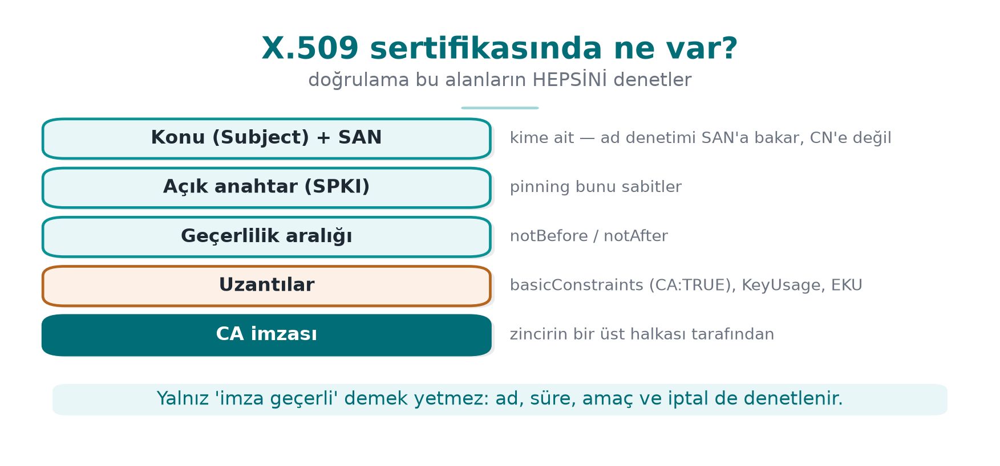 X.509 sertifikasında ne var?
doğrulama bu alanların HEPSİNİ denetler
Konu (Subject) + SAN
kime ait — ad denetimi SAN'a bakar, CN'e değil
Açık anahtar (SPKI)
pinning bunu sabitler
Geçerlilik aralığı
notBefore / notAfter
Uzantılar
basicConstraints (CA:TRUE), KeyUsage, EKU
CA imzası
zincirin bir üst halkası tarafından
Yalnız 'imza geçerli' demek yetmez: ad, süre, amaç ve iptal de denetlenir.